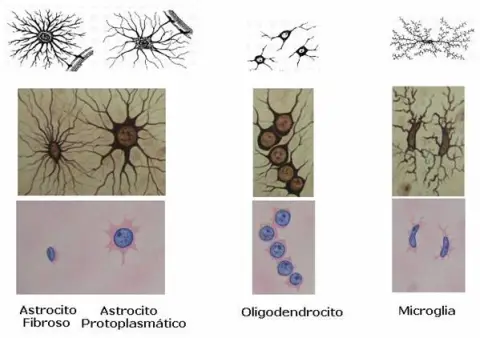 Astrocito Fibroso
Astrocito Protoplasmático
Oligodendrocito
Microglia